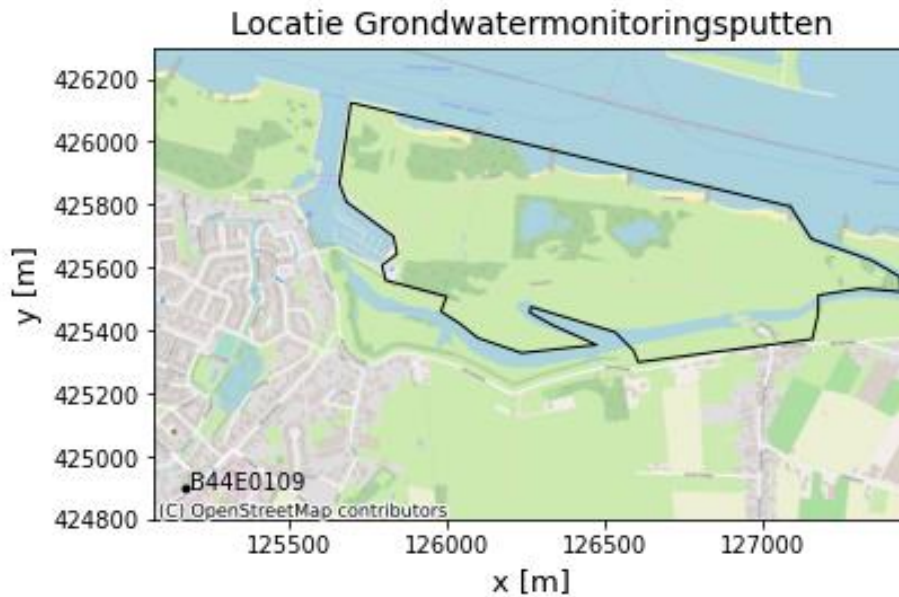 Locatie Grondwatermonitoringsputten
426200
426000
425800
425600
425400
425200
425000
424800
y [m]
B44E0109
(C) OpenStreetMap contributors
125500 126000 126500 127000
x [m]